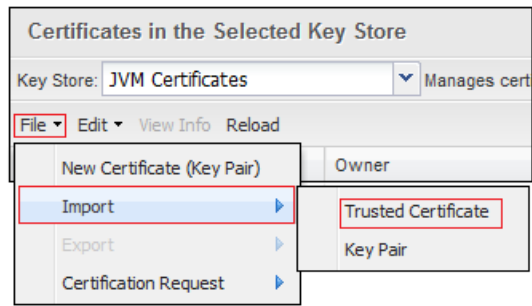 Certificates in the Selected Key Store
Key Store: JVM Certificates Manages cert
File Edit View Info Reload
New Certificate (Key Pair) Owner
Import Trusted Certificate
Export Key Pair
Certification Request